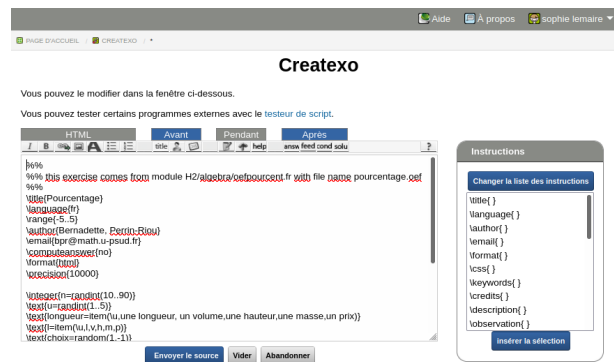 Aide À propos sophie lemaire
PAGE D'ACCUEIL / CREATEXO /
Createxo
Vous pouvez le modifier dans la fenêtre ci-dessous.
Vous pouvez tester certains programmes externes avec le testeur de script.
HTML Avant Pendant Après
I B A title help answ feed cond solu ?
%%
%% this exercise comes from module H2/algebra/oefpourcent.fr with file name pourcentage.oef
%%
\title{Pourcentage}
\language{fr}
\range{-5..5}
\author{Bernadette, Perrin-Riou}
\email{bpr@math.u-psud.fr}
\computeanswer{no}
\format{html}
\precision{10000}
\integer{n=randint(10..90)}
\text{u=randint(1..5)}
\text{longueur=item(\u,une longueur, un volume,une hauteur,une masse,un prix)}
\text{l=item(\u,l,v,h,m,p)}
\text{choix=random(1,-1)}
Envoyer le source Vider Abandonner
Instructions
Changer la liste des instructions
\title{ }
\language{ }
\author{ }
\email{ }
\format{ }
\css{ }
\keywords{ }
\credits{ }
\description{ }
\observation{ }
insérer la sélection